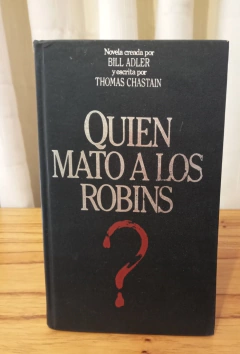 Novela creada por
BILL ADLER
y escrita por
THOMAS CHASTAIN
QUIEN
MATO A LOS
ROBINS
?